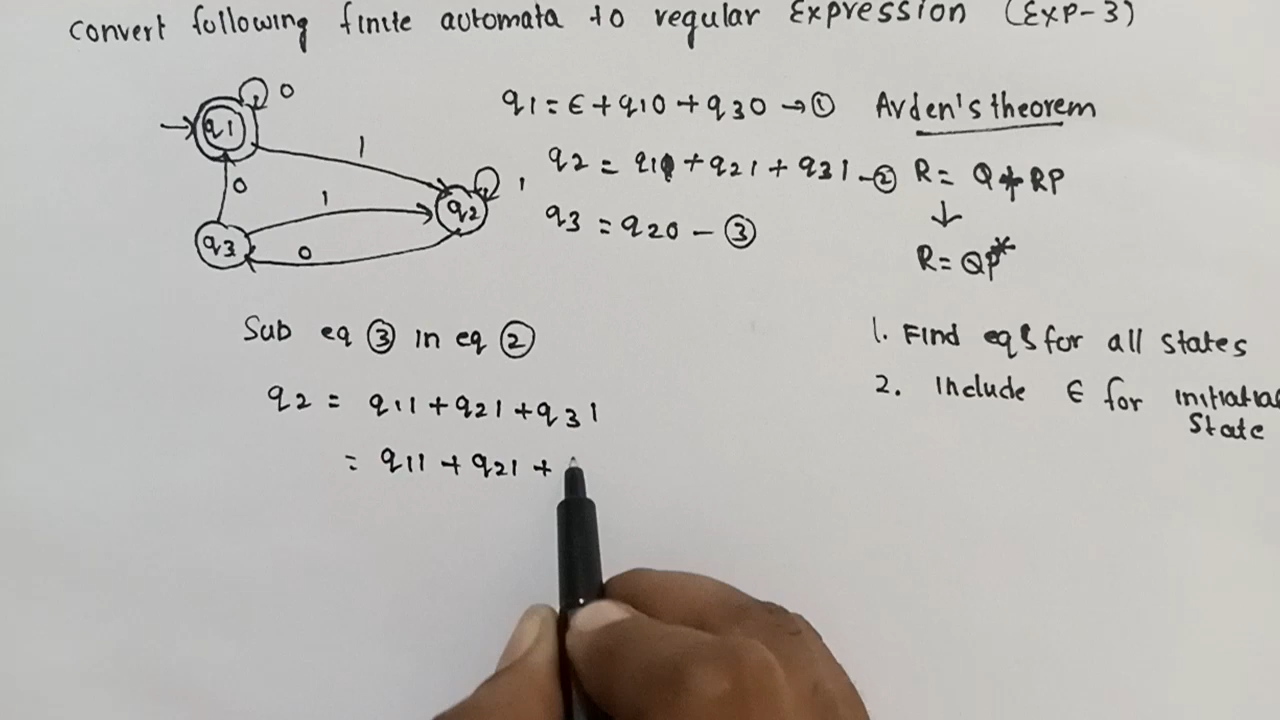 convert following finite automata to regular Expression (Exp-3)
q1 = ϵ + q10 + q30 → ①
Arden's theorem
q2 = q11 + q21 + q31 - ②
R = Q + RP
↓
q3 = q20 - ③
R = QP*
q1
0
1
q2
1
0
1
q3
0
Sub eq ③ in eq ②
q2 = q11 + q21 + q31
= q11 + q21 +
1. Find eqs for all states
2. Include ϵ for
State